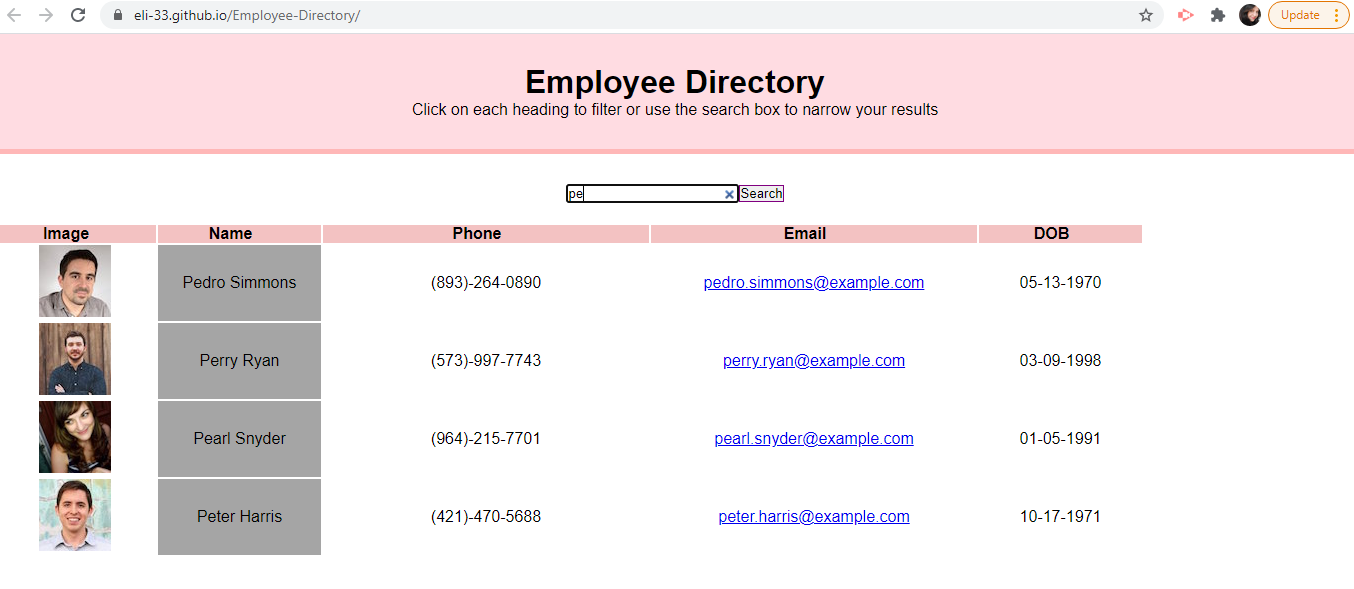 eli-33.github.io/Employee-Directory/
Update
Employee Directory
Click on each heading to filter or use the search box to narrow your results
pe Search
Image Name Phone Email DOB
Pedro Simmons (893)-264-0890 pedro.simmons@example.com 05-13-1970
Perry Ryan (573)-997-7743 perry.ryan@example.com 03-09-1998
Pearl Snyder (964)-215-7701 pearl.snyder@example.com 01-05-1991
Peter Harris (421)-470-5688 peter.harris@example.com 10-17-1971